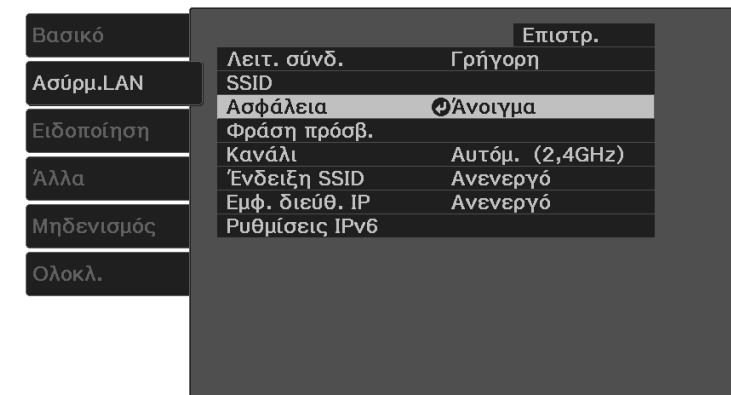 Βασικό
Ασύρμ.LAN
Ειδοποίηση
Άλλα
Μηδενισμός
Ολοκλ.
Επιστρ.
Λειτ. σύνδ. Γρήγορη
SSID
Ασφάλεια Άνοιγμα
Φράση πρόσβ.
Κανάλι Αυτόμ. (2,4GHz)
Ένδειξη SSID Ανενεργό
Εμφ. διεύθ. IP Ανενεργό
Ρυθμίσεις IPv6